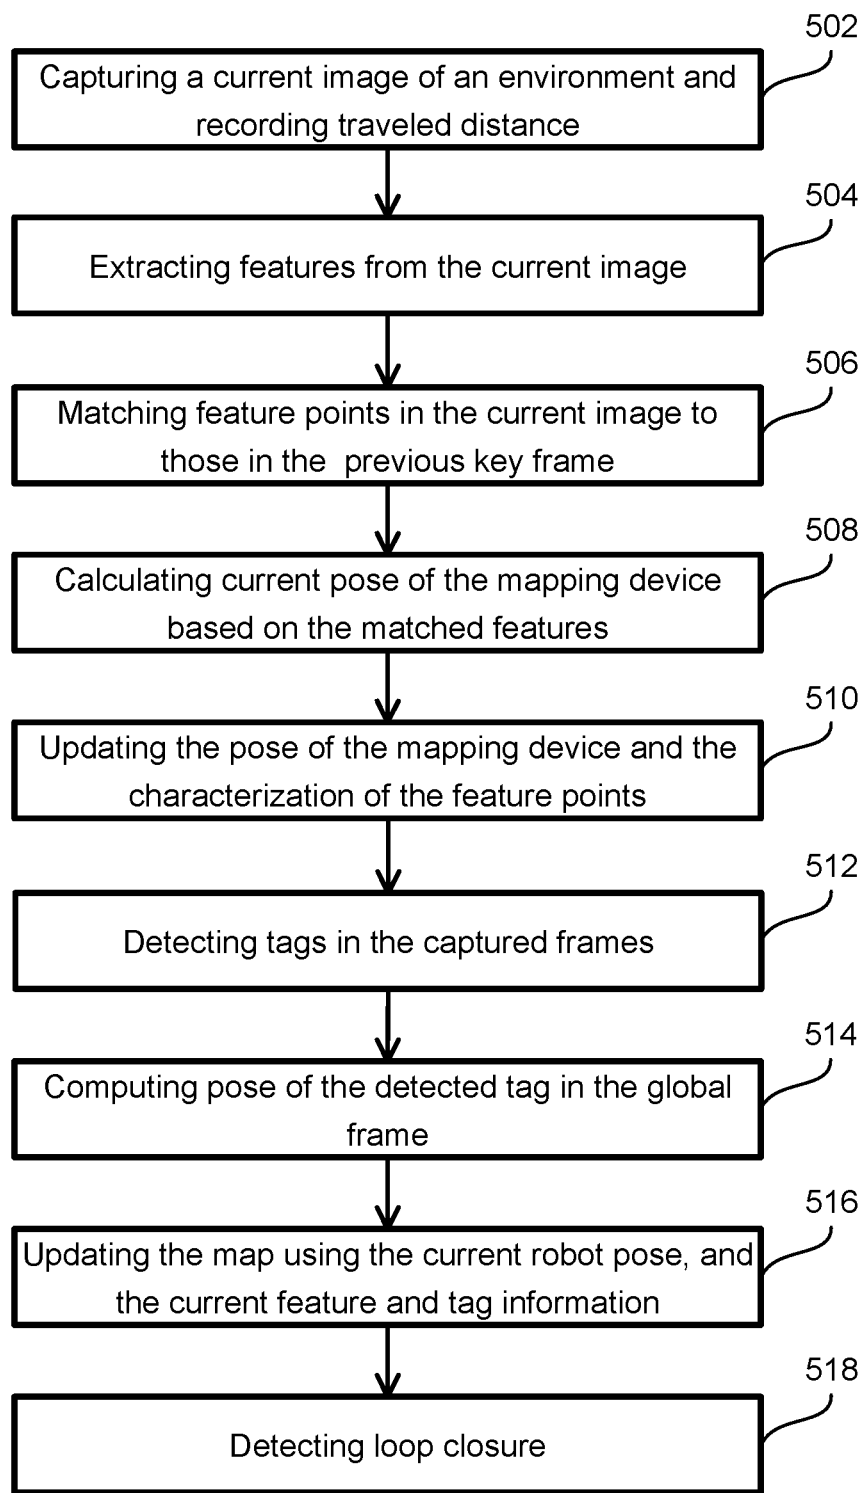 502
Capturing a current image of an environment and
recording traveled distance
504
Extracting features from the current image
506
Matching feature points in the current image to
those in the  previous key frame
508
Calculating current pose of the mapping device
based on the matched features
510
Updating the pose of the mapping device and the
characterization of the feature points
512
Detecting tags in the captured frames
514
Computing pose of the detected tag in the global
frame
516
Updating the map using the current robot pose, and
the current feature and tag information
518
Detecting loop closure